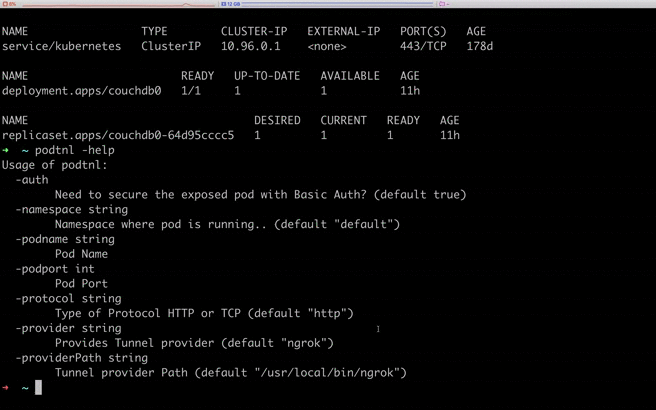 8%
12 GB
NAME TYPE CLUSTER-IP EXTERNAL-IP PORT(S) AGE
service/kubernetes ClusterIP 10.96.0.1 <none> 443/TCP 178d
NAME READY UP-TO-DATE AVAILABLE AGE
deployment.apps/couchdb0 1/1 1 1 11h
NAME DESIRED CURRENT READY AGE
replicaset.apps/couchdb0-64d95cccc5 1 1 1 11h
➜ ~ podtnl -help
Usage of podtnl:
-auth
Need to secure the exposed pod with Basic Auth? (default true)
-namespace string
Namespace where pod is running.. (default "default")
-podname string
Pod Name
-podport int
Pod Port
-protocol string
Type of Protocol HTTP or TCP (default "http")
-provider string
Provides Tunnel provider (default "ngrok")
-providerPath string
Tunnel provider Path (default "/usr/local/bin/ngrok")
➜ ~